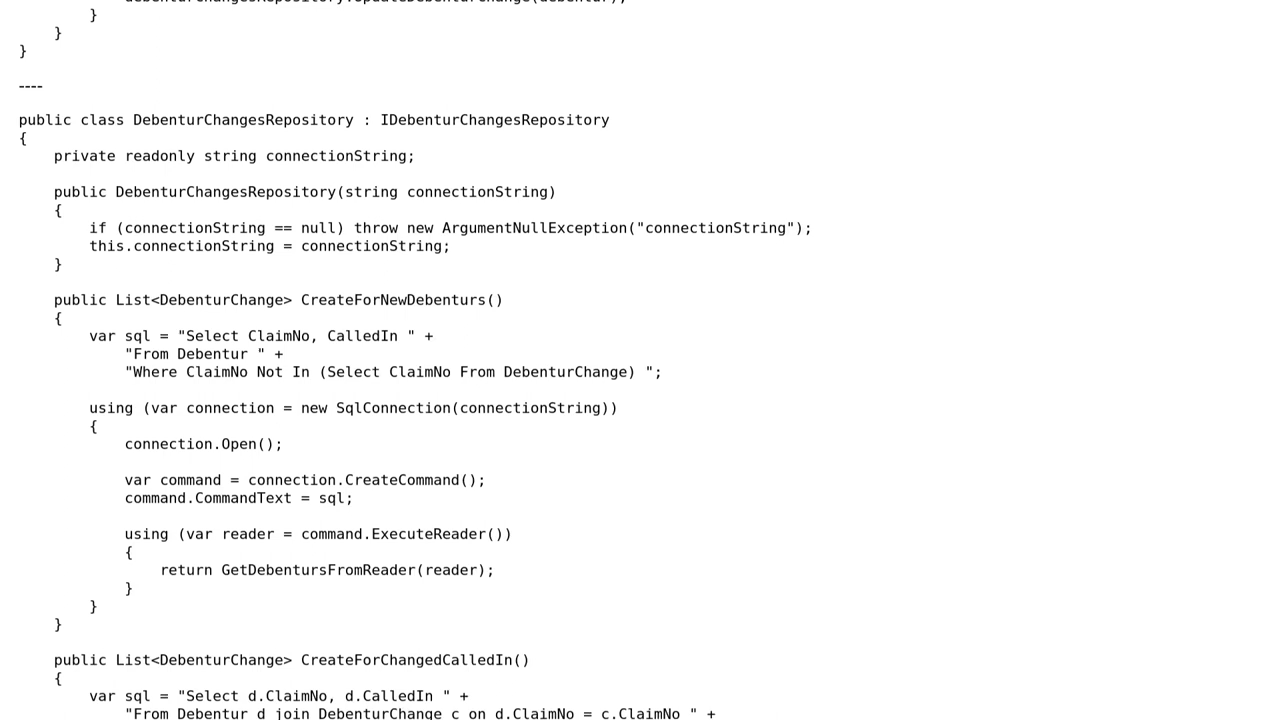 debenturChangesRepository.UpdateDebenturChange(debentur);
        }
    }
}

----

public class DebenturChangesRepository : IDebenturChangesRepository
{
    private readonly string connectionString;

    public DebenturChangesRepository(string connectionString)
    {
        if (connectionString == null) throw new ArgumentNullException("connectionString");
        this.connectionString = connectionString;
    }

    public List<DebenturChange> CreateForNewDebenturs()
    {
        var sql = "Select ClaimNo, CalledIn " +
            "From Debentur " +
            "Where ClaimNo Not In (Select ClaimNo From DebenturChange) ";

        using (var connection = new SqlConnection(connectionString))
        {
            connection.Open();

            var command = connection.CreateCommand();
            command.CommandText = sql;

            using (var reader = command.ExecuteReader())
            {
                return GetDebentursFromReader(reader);
            }
        }
    }

    public List<DebenturChange> CreateForChangedCalledIn()
    {
        var sql = "Select d.ClaimNo, d.CalledIn " +
            "From Debentur d join DebenturChange c on d.ClaimNo = c.ClaimNo " +